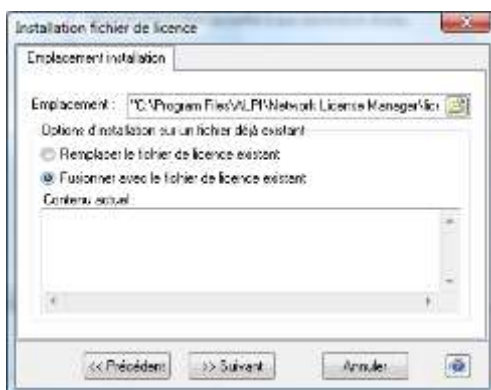 Installation fichier de licence
Emplacement installation
Emplacement : "C:\Program Files\ALPI\Network License Manager\lic
Options d'installation sur un fichier déjà existant
Remplacer le fichier de licence existant
Fusionner avec le fichier de licence existant
Contenu actuel
<< Précédent >> Suivant Annuler